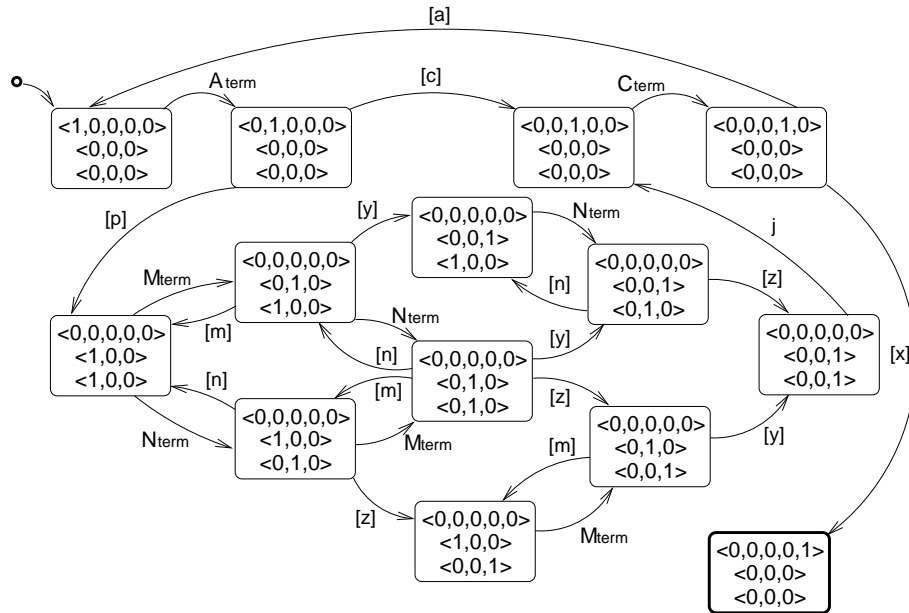 [a]
A term
[c]
C term
<1,0,0,0,0>
<0,0,0>
<0,0,0>
<0,1,0,0,0>
<0,0,0>
<0,0,0>
<0,0,1,0,0>
<0,0,0>
<0,0,0>
<0,0,0,1,0>
<0,0,0>
<0,0,0>
[p]
[y]
<0,0,0,0,0>
<0,0,1>
<1,0,0>
N term
j
M term
<0,0,0,0,0>
<0,1,0>
<1,0,0>
[n]
<0,0,0,0,0>
<0,0,1>
<0,1,0>
[z]
[m]
N term
<0,0,0,0,0>
<1,0,0>
<1,0,0>
[n]
[y]
<0,0,0,0,0>
<0,1,0>
<0,1,0>
<0,0,0,0,0>
<0,0,1>
<0,0,1>
[x]
[n]
[m]
[z]
<0,0,0,0,0>
<1,0,0>
<0,1,0>
N term
M term
<0,0,0,0,0>
<0,1,0>
<0,0,1>
[m]
[y]
[z]
<0,0,0,0,0>
<1,0,0>
<0,0,1>
M term
<0,0,0,0,1>
<0,0,0>
<0,0,0>